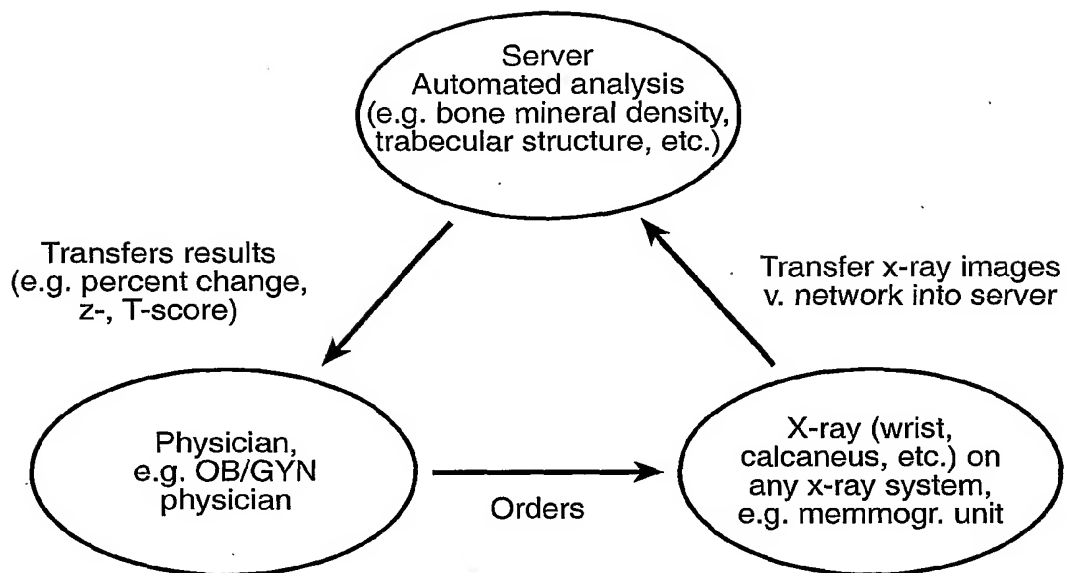 Server
Automated analysis
(e.g. bone mineral density,
trabecular structure, etc.)
Transfers results
(e.g. percent change,
z-, T-score)
Transfer x-ray images
v. network into server
Physician,
e.g. OB/GYN
physician
Orders
X-ray (wrist,
calcaneus, etc.) on
any x-ray system,
e.g. memmogr. unit